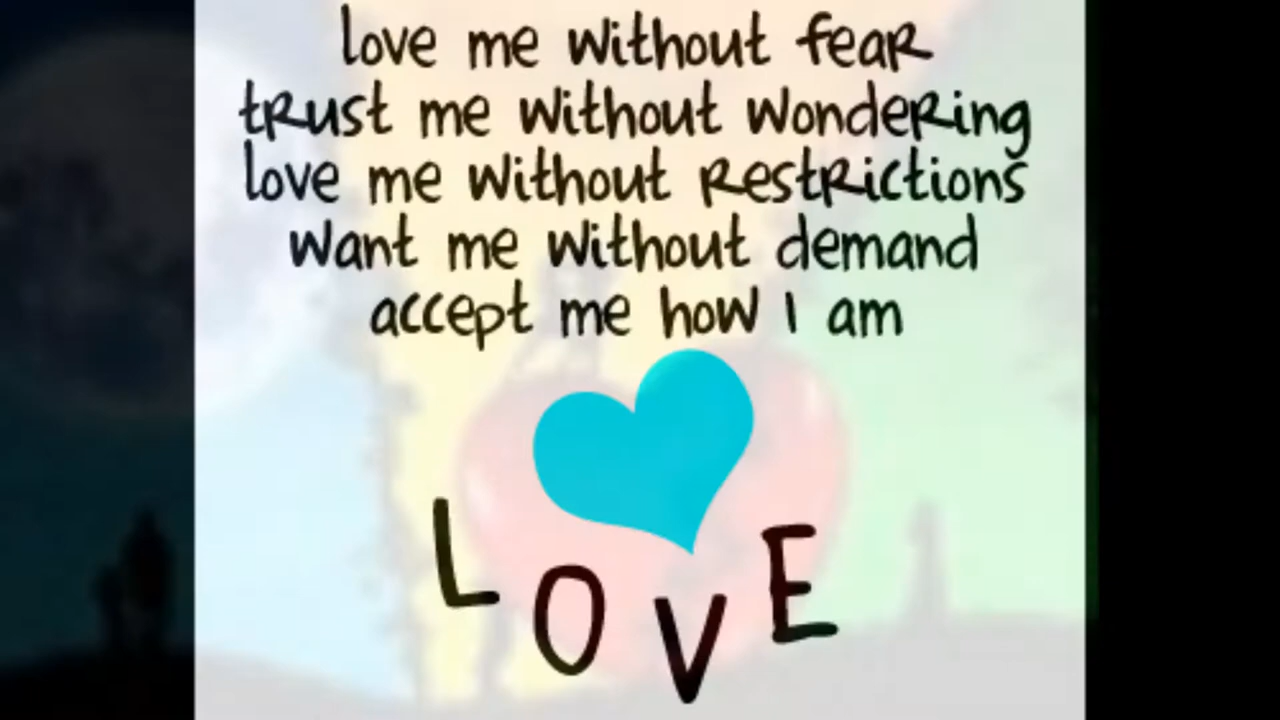 love me without fear
trust me without wondering
love me without restrictions
want me without demand
accept me how I am
LOVE